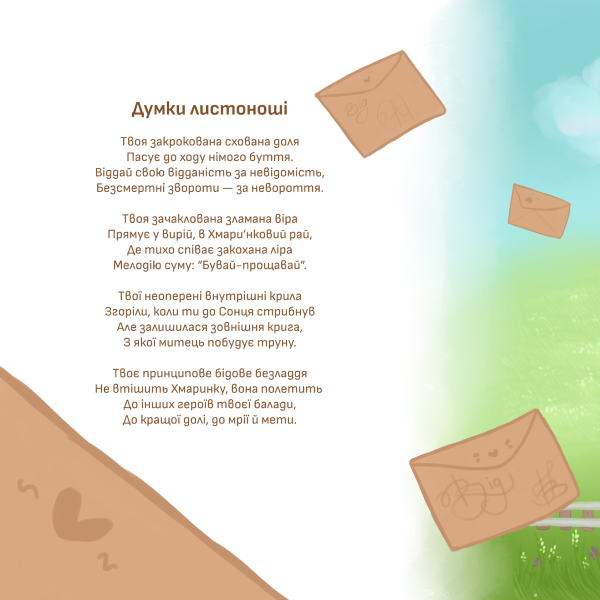 Думки листоноші
Твоя закрокована схована доля
Пасує до ходу німого буття.
Віддай свою відданість за невідомість,
Безсмертні звороти — за невороття.
Твоя зачаклована зламана віра
Прямує у вирій, в Хмари’нковий рай,
Де тихо співає закохана ліра
Мелодію суму: “Бувай-прощавай”.
Твої неоперені внутрішні крила
Згоріли, коли ти до Сонця стрибнув
Але залишилася зовнішня крига,
З якої митець побудує труну.
Твоє принципове бідове безладдя
Не втішить Хмаринку, вона полетить
До інших героїв твоєї балади,
До кращої долі, до мрії й мети.
Від